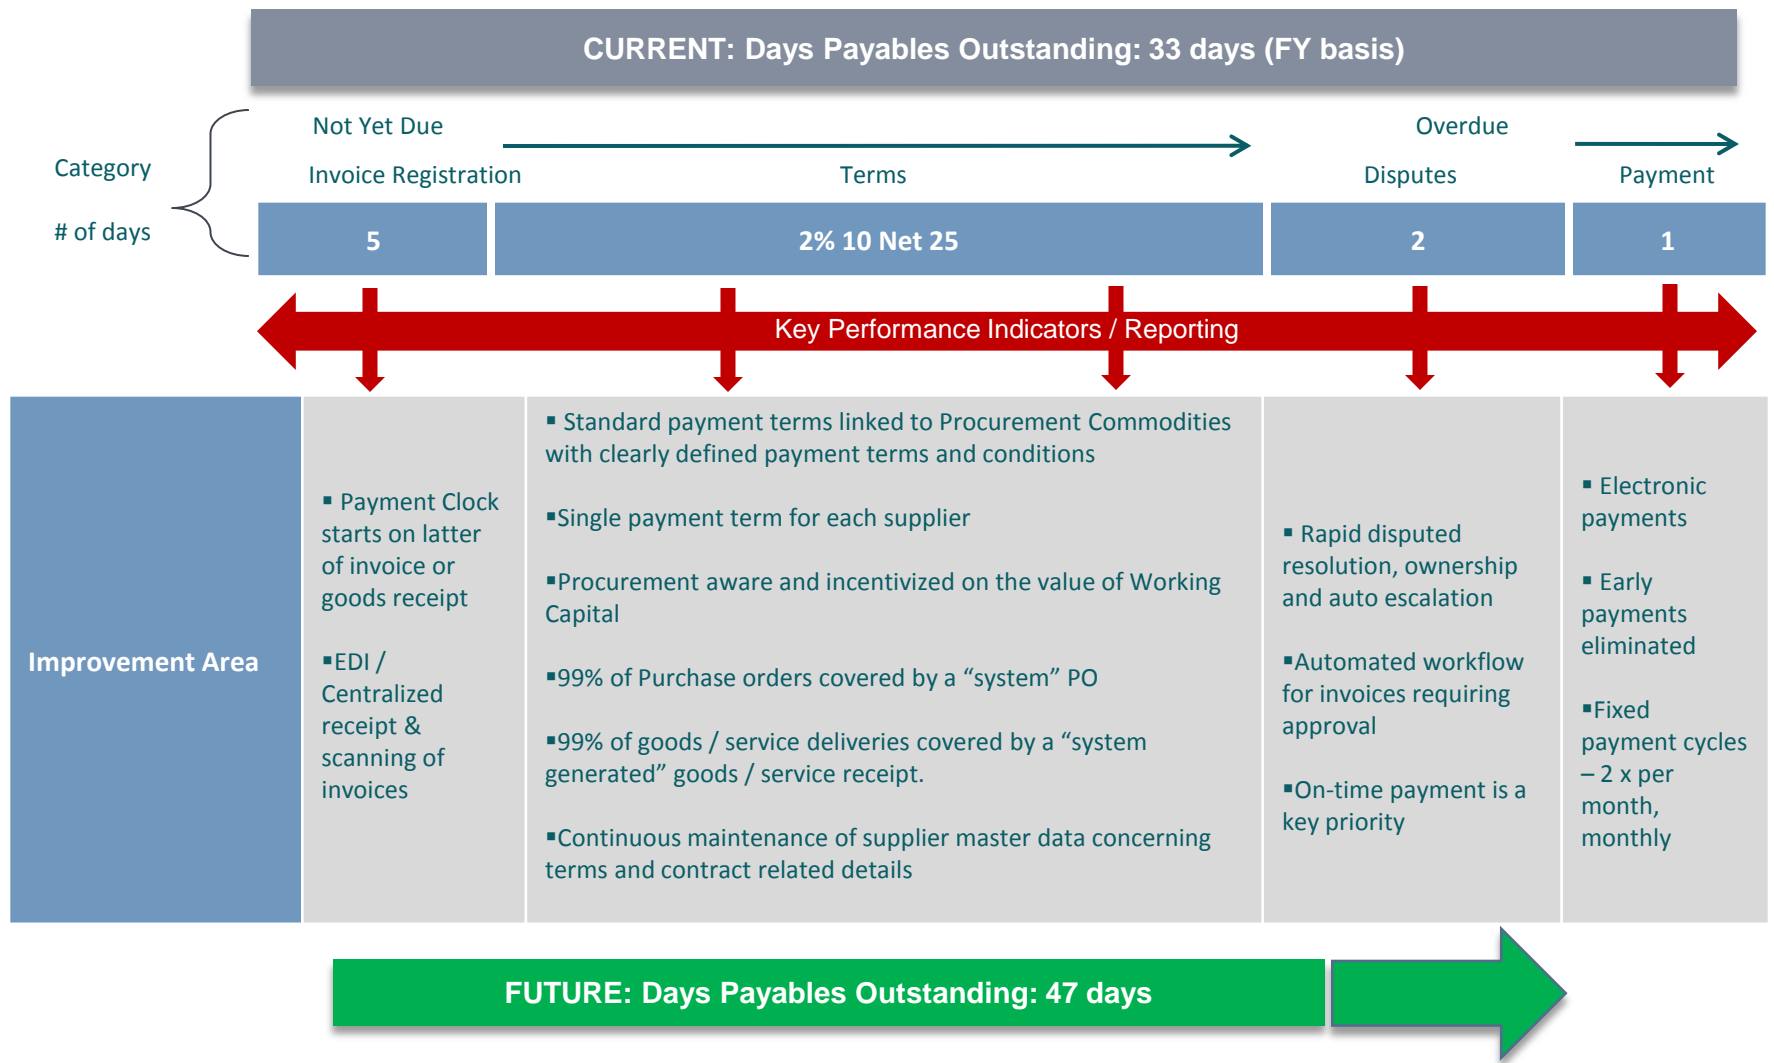 CURRENT: Days Payables Outstanding: 33 days (FY basis)
Not Yet Due
Overdue
Category
Invoice Registration
Terms
Disputes
Payment
# of days
5
2% 10 Net 25
2
1
Key Performance Indicators / Reporting
Improvement Area
▪ Payment Clock
starts on latter
of invoice or
goods receipt
▪EDI /
Centralized
receipt &
scanning of
invoices
▪ Standard payment terms linked to Procurement Commodities
with clearly defined payment terms and conditions
▪Single payment term for each supplier
▪Procurement aware and incentivized on the value of Working
Capital
▪99% of Purchase orders covered by a “system” PO
▪99% of goods / service deliveries covered by a “system
generated” goods / service receipt.
▪Continuous maintenance of supplier master data concerning
terms and contract related details
▪ Rapid disputed
resolution, ownership
and auto escalation
▪Automated workflow
for invoices requiring
approval
▪On-time payment is a
key priority
▪ Electronic
payments
▪ Early
payments
eliminated
▪Fixed
payment cycles
– 2 x per
month,
monthly
FUTURE: Days Payables Outstanding: 47 days